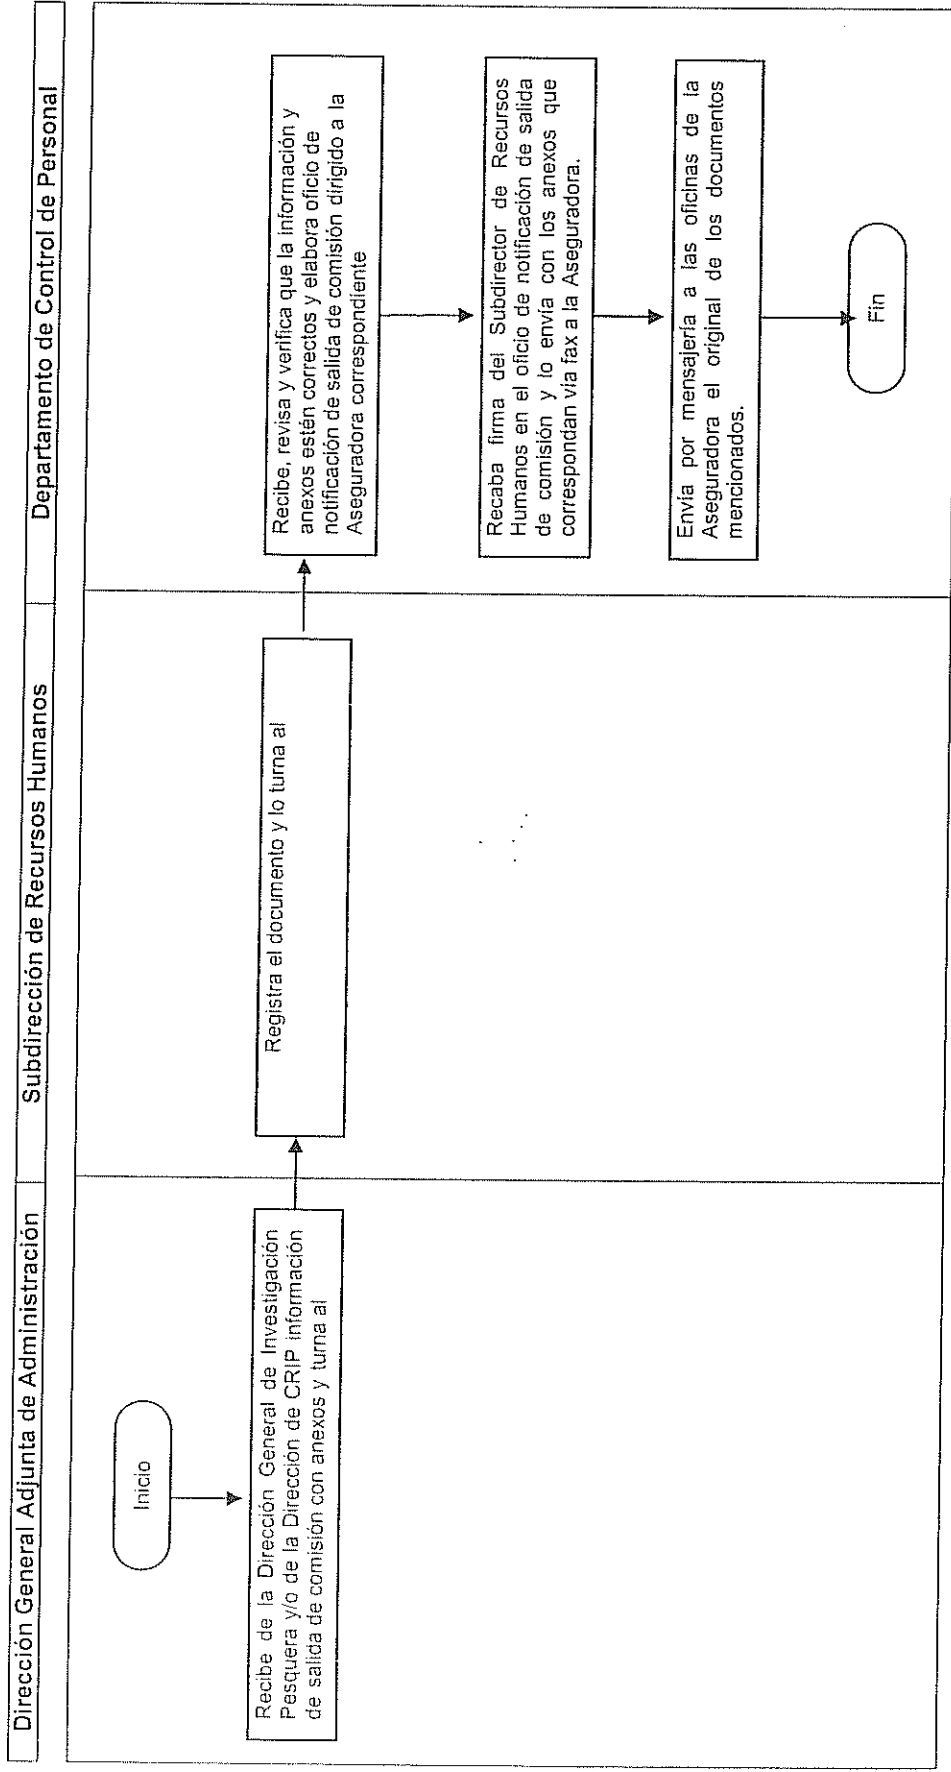 Dirección General Adjunta de Administración
Subdirección de Recursos Humanos
Departamento de Control de Personal
Inicio
Recibe de la Dirección General de Investigación
Pesquera y/o de la Dirección de CRIP información
de salida de comisión con anexos y turna al
Registra el documento y lo turna al
Recibe, revisa y verifica que la información y
anexos estén correctos y elabora oficio de
notificación de salida de comisión dirigido a la
Aseguradora correspondiente
Recaba firma del Subdirector de Recursos
Humanos en el oficio de notificación de salida
de comisión y lo envía con los anexos que
correspondan vía fax a la Aseguradora.
Envía por mensajería a las oficinas de la
Aseguradora el original de los documentos
mencionados.
Fin